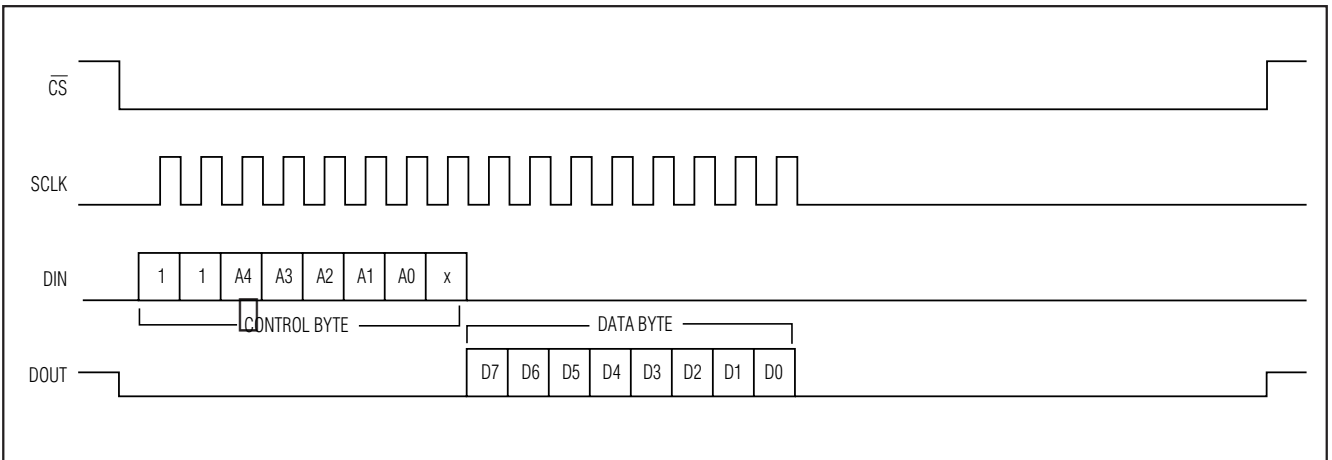 CS
SCLK
DIN 1 1 A4 A3 A2 A1 A0 x
CONTROL BYTE DATA BYTE
DOUT D7 D6 D5 D4 D3 D2 D1 D0